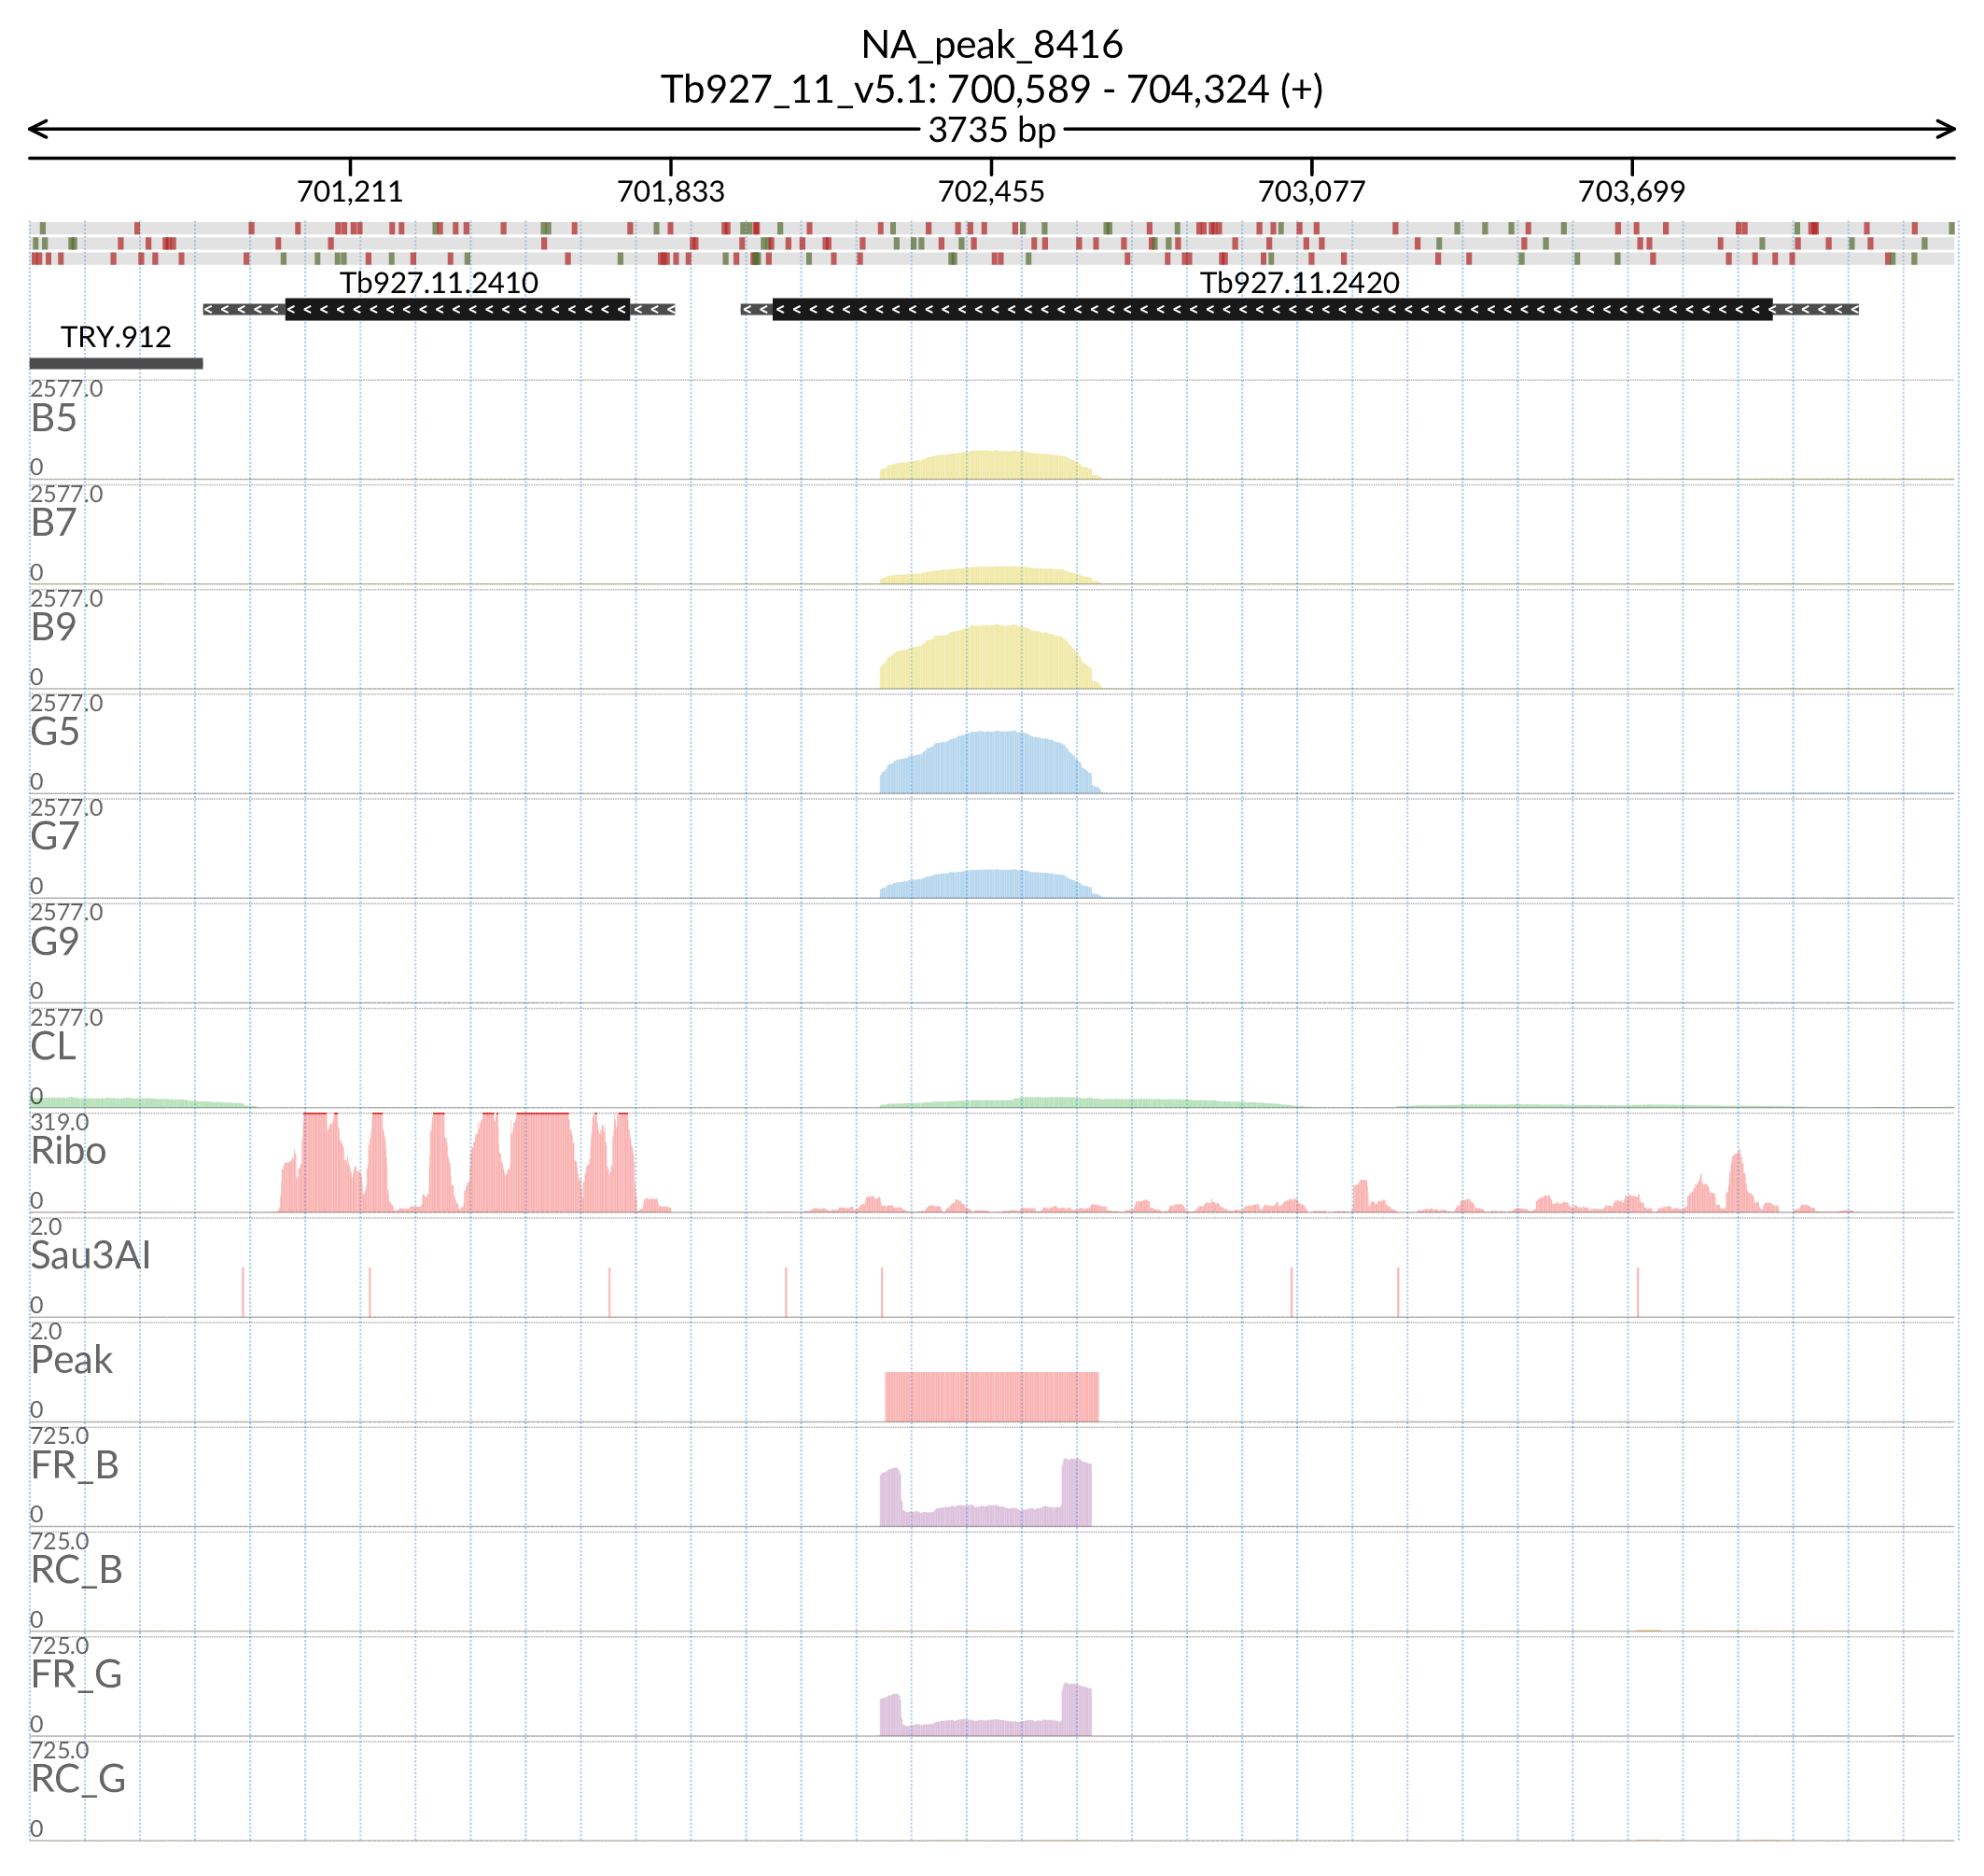 NA_peak_8416
Tb927_11_v5.1: 700,589 - 704,324 (+)
3735 bp
701,211 701,833 702,455 703,077 703,699
Tb927.11.2410 Tb927.11.2420
TRY.912
2577.0
B5
0
2577.0
B7
0
2577.0
B9
0
2577.0
G5
0
2577.0
G7
0
2577.0
G9
0
2577.0
CL
0
319.0
Ribo
0
2.0
Sau3AI
0
2.0
Peak
0
725.0
FR_B
0
725.0
RC_B
0
725.0
FR_G
0
725.0
RC_G
0